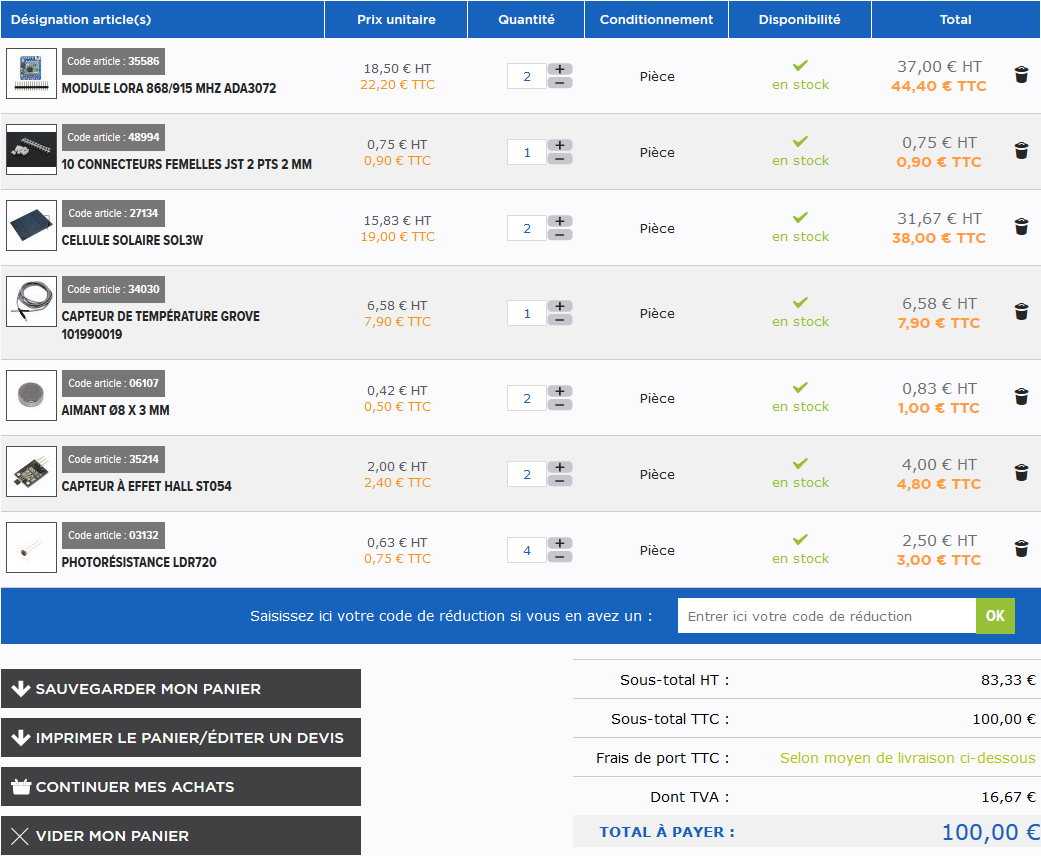 Désignation article(s) Prix unitaire Quantité Conditionnement Disponibilité Total
Code article : 35586
MODULE LORA 868/915 MHZ ADA3072
18,50 € HT
22,20 € TTC
2 + −
Pièce
en stock
37,00 € HT
44,40 € TTC
Code article : 48994
10 CONNECTEURS FEMELLES JST 2 PTS 2 MM
0,75 € HT
0,90 € TTC
1 + −
Pièce
en stock
0,75 € HT
0,90 € TTC
Code article : 27134
CELLULE SOLAIRE SOL3W
15,83 € HT
19,00 € TTC
2 + −
Pièce
en stock
31,67 € HT
38,00 € TTC
Code article : 34030
CAPTEUR DE TEMPÉRATURE GROVE
101990019
6,58 € HT
7,90 € TTC
1 + −
Pièce
en stock
6,58 € HT
7,90 € TTC
Code article : 06107
AIMANT Ø8 X 3 MM
0,42 € HT
0,50 € TTC
2 + −
Pièce
en stock
0,83 € HT
1,00 € TTC
Code article : 35214
CAPTEUR À EFFET HALL ST054
2,00 € HT
2,40 € TTC
2 + −
Pièce
en stock
4,00 € HT
4,80 € TTC
Code article : 03132
PHOTORÉSISTANCE LDR720
0,63 € HT
0,75 € TTC
4 + −
Pièce
en stock
2,50 € HT
3,00 € TTC
Saisissez ici votre code de réduction si vous en avez un : Entrer ici votre code de réduction OK
SAUVEGARDER MON PANIER
IMPRIMER LE PANIER/ÉDITER UN DEVIS
CONTINUER MES ACHATS
VIDER MON PANIER
Sous-total HT : 83,33 €
Sous-total TTC : 100,00 €
Frais de port TTC : Selon moyen de livraison ci-dessous
Dont TVA : 16,67 €
TOTAL À PAYER : 100,00 €